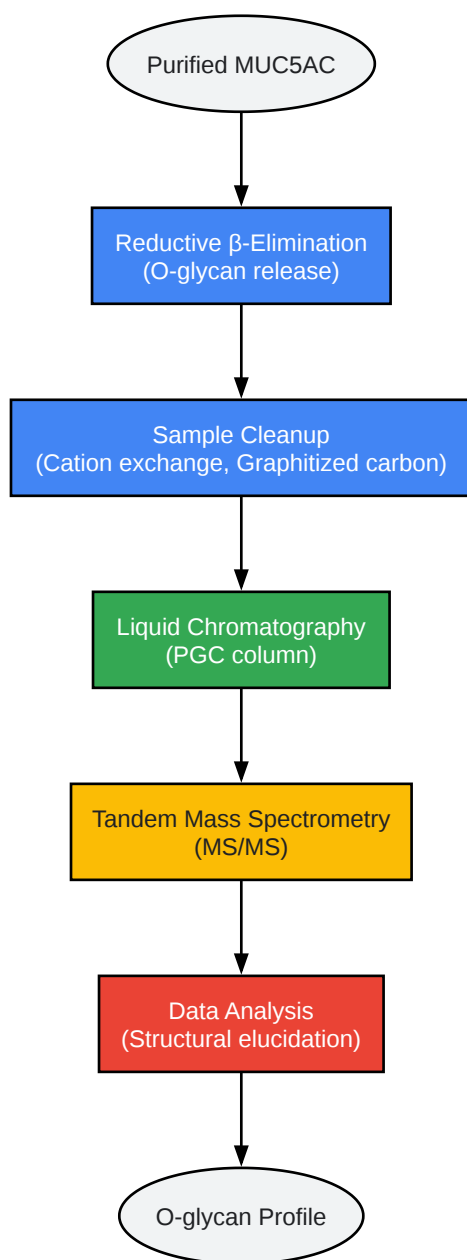 Purified MUC5AC
Reductive β-Elimination
(O-glycan release)
Sample Cleanup
(Cation exchange, Graphitized carbon)
Liquid Chromatography
(PGC column)
Tandem Mass Spectrometry
(MS/MS)
Data Analysis
(Structural elucidation)
O-glycan Profile